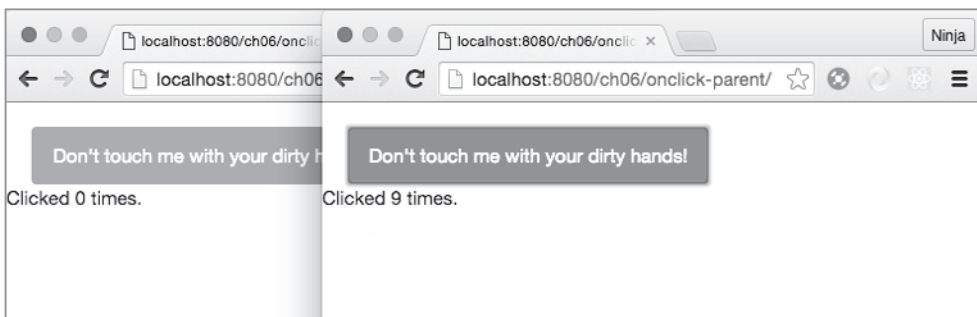 localhost:8080/ch06/onclic
localhost:8080/ch06
Don't touch me with your dirty h
Clicked 0 times.
localhost:8080/ch06/onclic
Ninja
localhost:8080/ch06/onclick-parent/
Don't touch me with your dirty hands!
Clicked 9 times.